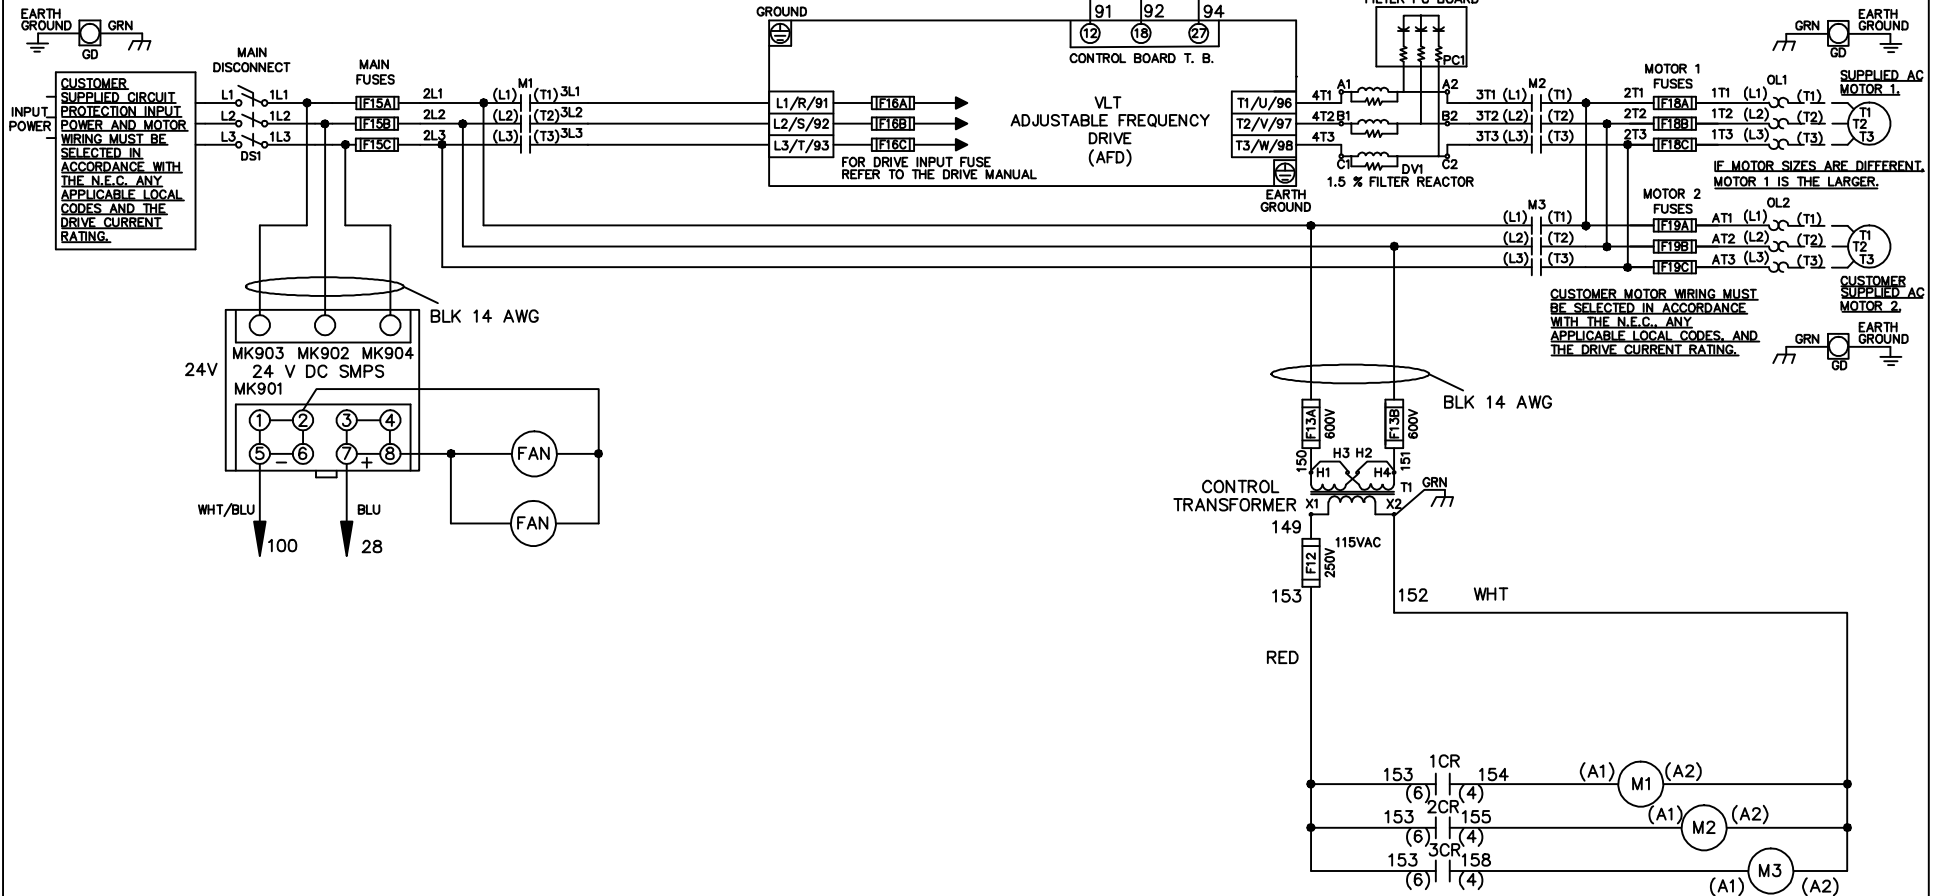 EARTH
GROUND
GRN
GD
CUSTOMER
SUPPLIED CIRCUIT
PROTECTION INPUT
POWER AND MOTOR
WIRING MUST BE
SELECTED IN
ACCORDANCE WITH
THE N.E.C. ANY
APPLICABLE LOCAL
CODES AND THE
DRIVE CURRENT
RATING.
INPUT
POWER
MAIN
DISCONNECT
L1 1L1
L2 1L2
L3 1L3
DS1
MAIN
FUSES
F15A
F15B
F15C
2L1
2L2
2L3
M1
(L1) (T1) 3L1
(L2) (T2) 3L2
(L3) (T3) 3L3
GROUND
91 92 94
12 18 27
CONTROL BOARD T. B.
L1/R/91 F16A
L2/S/92 F16B
L3/T/93 F16C
FOR DRIVE INPUT FUSE
REFER TO THE DRIVE MANUAL
VLT
ADJUSTABLE FREQUENCY
DRIVE
(AFD)
T1/U/96
T2/V/97
T3/W/98
EARTH
GROUND
PC1
4T1 A1 A2
4T2 B1 B2
4T3 C1 C2
DV1
1.5 % FILTER REACTOR
M2
3T1 (L1) (T1)
3T2 (L2) (T2)
3T3 (L3) (T3)
MOTOR 1
FUSES
2T1 F18A 1T1 (L1) (T1)
2T2 F18B 1T2 (L2) (T2)
2T3 F18C 1T3 (L3) (T3)
OL1
T1
T2
T3
EARTH
GROUND
GRN
GD
SUPPLIED AC
MOTOR 1.
IF MOTOR SIZES ARE DIFFERENT,
MOTOR 1 IS THE LARGER.
M3
(L1) (T1)
(L2) (T2)
(L3) (T3)
MOTOR 2
FUSES
F19A AT1 (L1) (T1)
F19B AT2 (L2) (T2)
F19C AT3 (L3) (T3)
OL2
T1
T2
T3
CUSTOMER
SUPPLIED AC
MOTOR 2.
CUSTOMER MOTOR WIRING MUST
BE SELECTED IN ACCORDANCE
WITH THE N.E.C., ANY
APPLICABLE LOCAL CODES, AND
THE DRIVE CURRENT RATING.
EARTH
GROUND
GRN
GD
BLK 14 AWG
MK903 MK902 MK904
24V
24 V DC SMPS
MK901
1 2 3 4
5 - 6 7 + 8
FAN
FAN
WHT/BLU
BLU
100
28
BLK 14 AWG
F13A
600V
F13B
600V
150
151
H3 H2
H1 H4
T1
GRN
CONTROL
TRANSFORMER
X1 X2
149
115VAC
F12
250V
153
152
WHT
RED
1CR
153 154 (A1) M1 (A2)
(6) (4)
2CR
153 155 (A1) M2 (A2)
(6) (4)
3CR
153 158 M3
(6) (4) (A1) (A2)